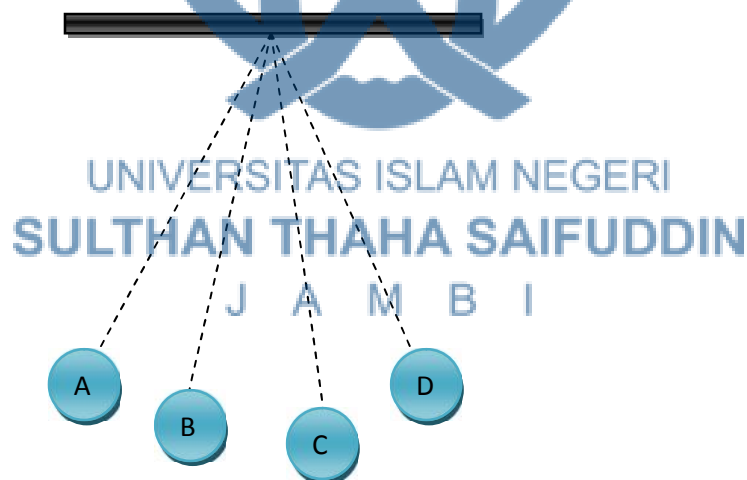 UNIVERSITAS ISLAM NEGERI
SULTHAN THAHA SAIFUDDIN
J A M B I
A
B
C
D